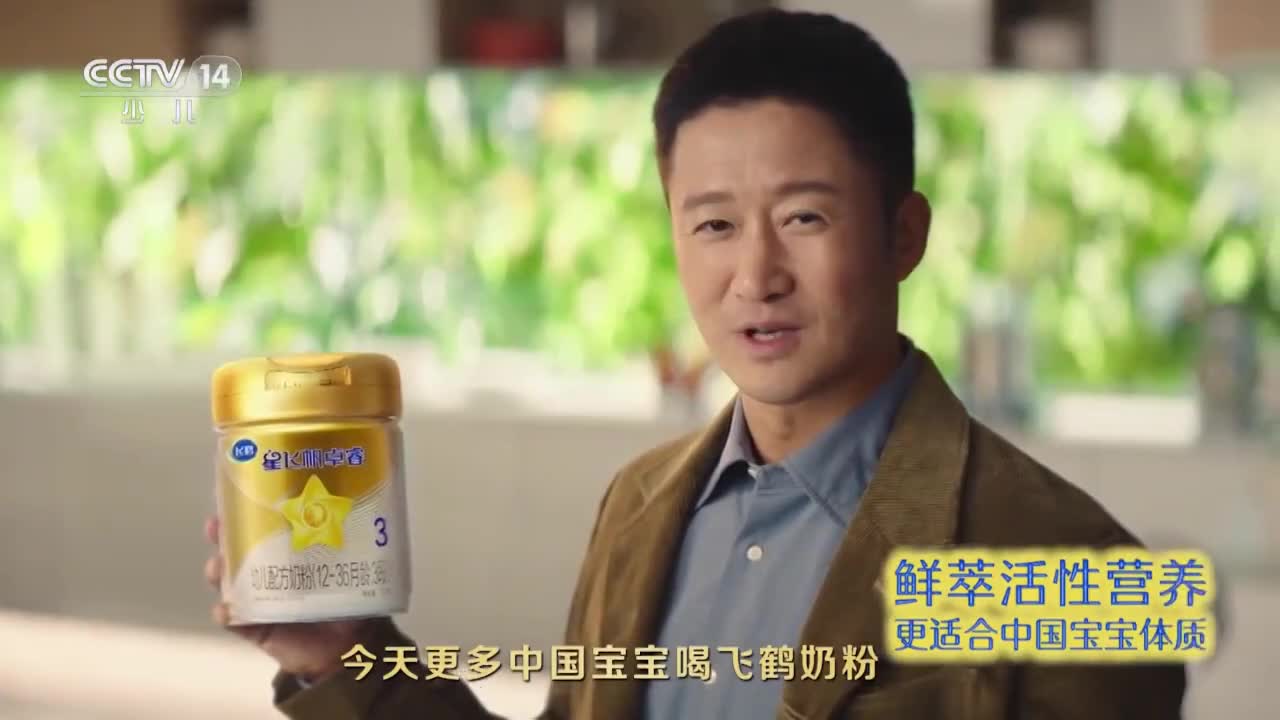 CCTV 14
少儿
飞鹤
星飞帆卓睿
3
幼儿配方奶粉(12-36月龄,3段)
鲜萃活性营养
更适合中国宝宝体质
今天更多中国宝宝喝飞鹤奶粉